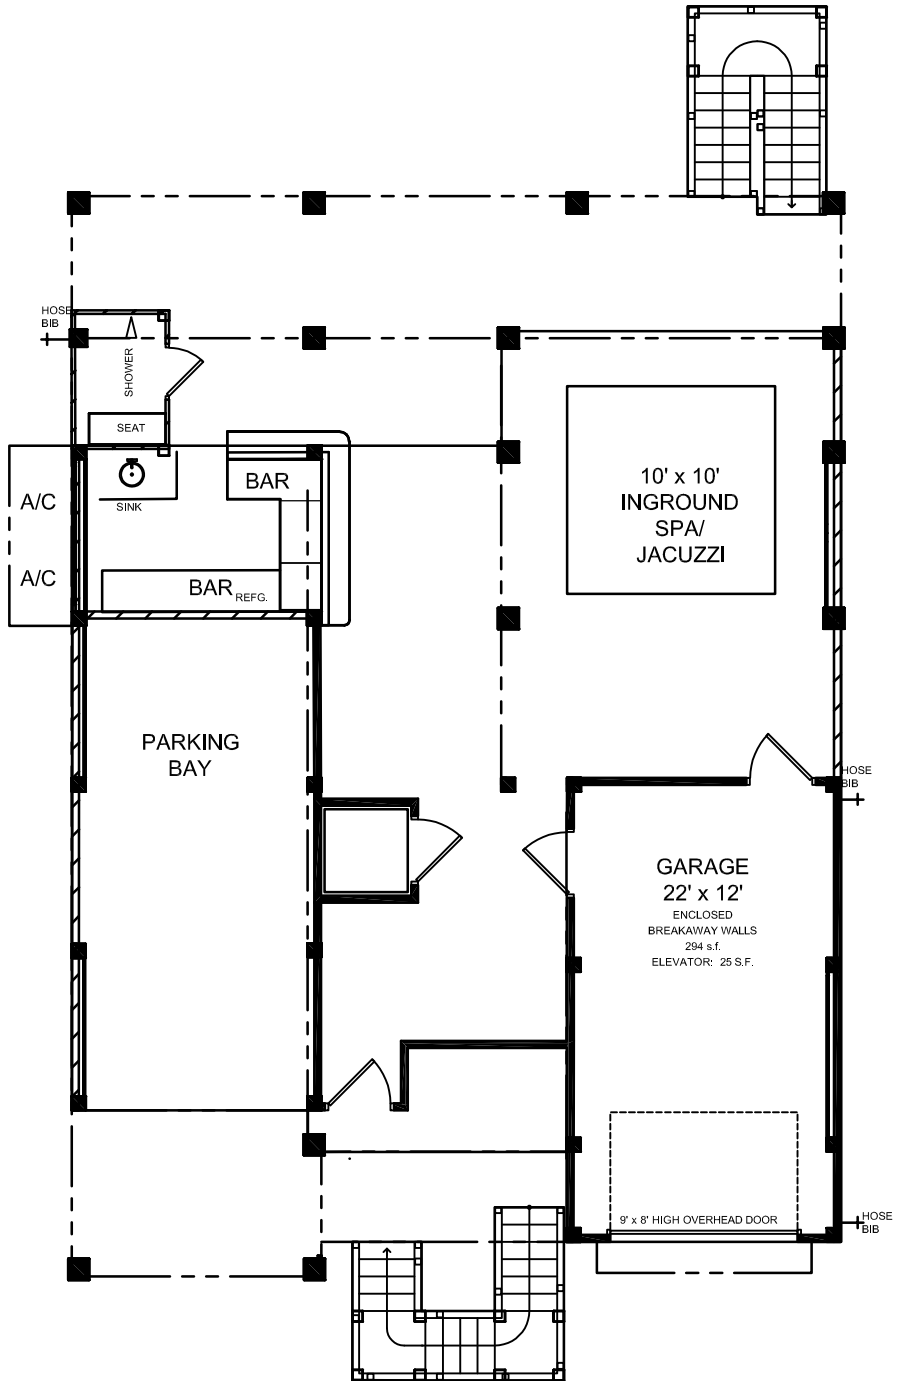 HOSE
BIB
SHOWER
SEAT
A/C
A/C
SINK
BAR
BAR
REFG.
10' x 10'
INGROUND
SPA/
JACUZZI
PARKING
BAY
HOSE
BIB
GARAGE
22' x 12'
ENCLOSED
BREAKAWAY WALLS
294 s.f.
ELEVATOR: 25 S.F.
9' x 8' HIGH OVERHEAD DOOR
HOSE
BIB